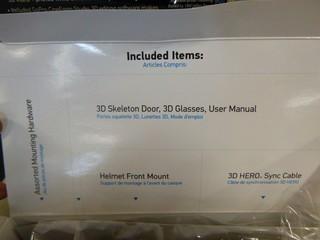 Included Items:
Articles Compris:
3D Skeleton Door, 3D Glasses, User Manual
Portes squelette 3D, Lunettes 3D, Mode d'emploi
Assorted Mounting Hardware
Helmet Front Mount
Support de montage à l'avant du casque
3D HERO® Sync Cable
Câble de synchronisation 3D HERO